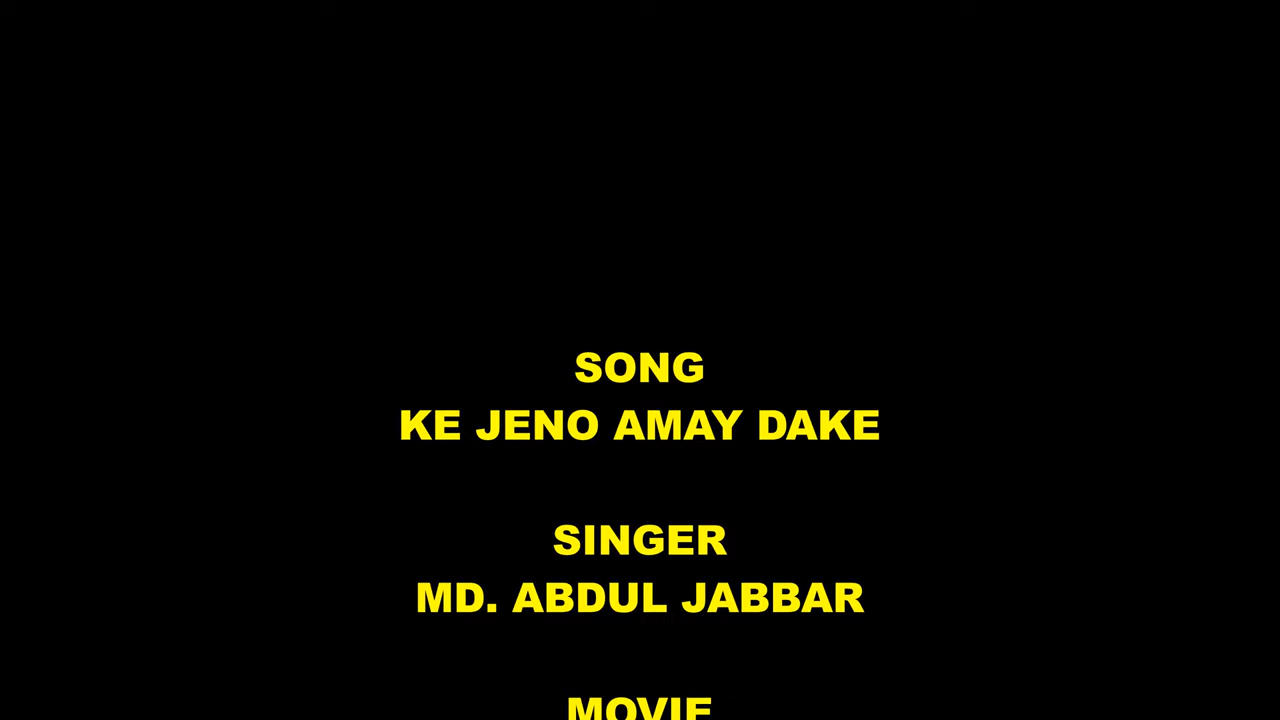 SONG
KE JENO AMAY DAKE
SINGER
MD. ABDUL JABBAR
MOVIE